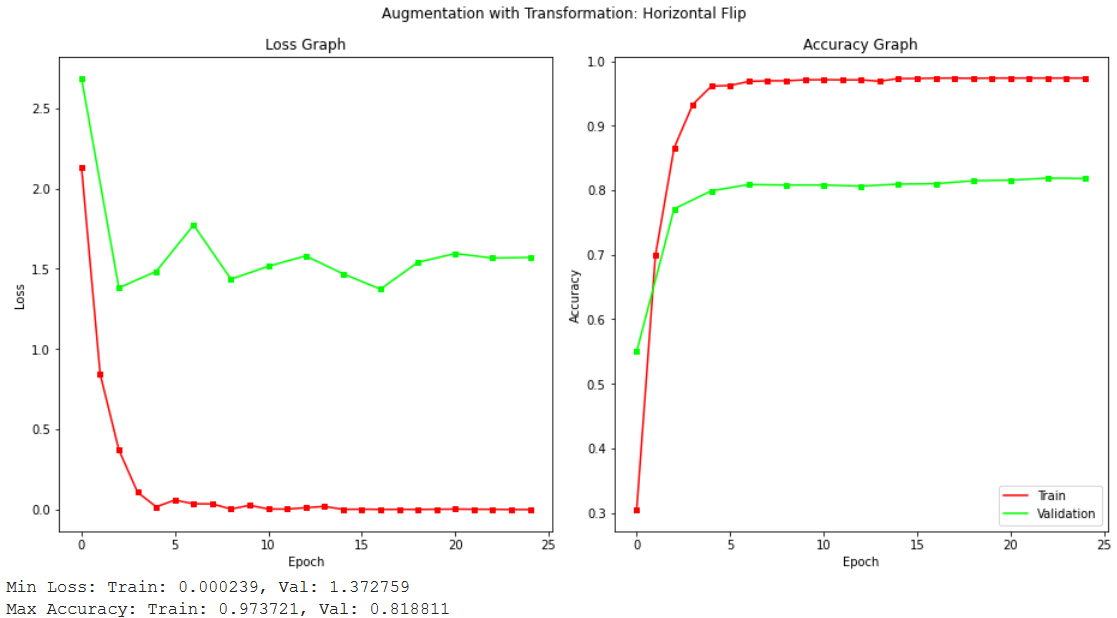 Augmentation with Transformation: Horizontal Flip
Loss Graph
2.5
2.0
1.5
1.0
0.5
0.0
Loss
0 5 10 15 20 25
Epoch
Accuracy Graph
1.0
0.9
0.8
0.7
0.6
0.5
0.4
0.3
Accuracy
0 5 10 15 20 25
Epoch
Train
Validation
Min Loss: Train: 0.000239, Val: 1.372759
Max Accuracy: Train: 0.973721, Val: 0.818811